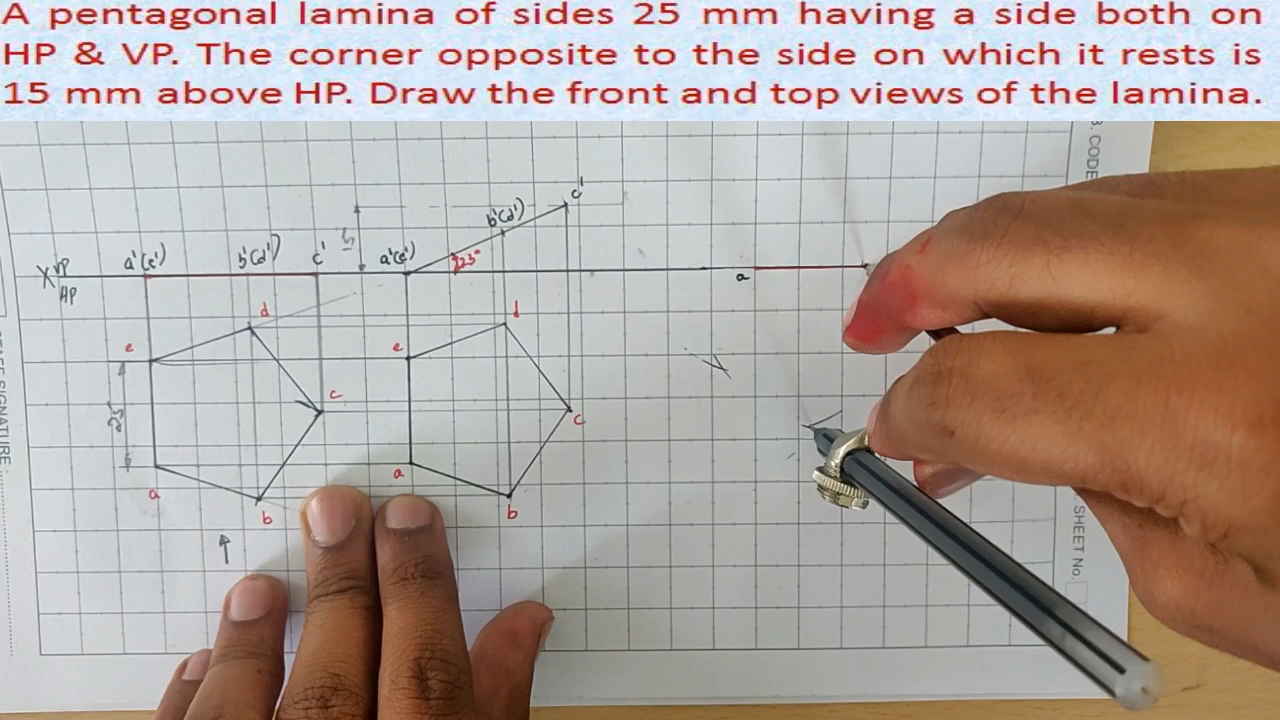 A pentagonal lamina of sides 25 mm having a side both on
HP & VP. The corner opposite to the side on which it rests is
15 mm above HP. Draw the front and top views of the lamina.
B. CODE
c'
b'(d')
a'(e') b'(d') c' 15 a'(e') 23°
X VP
HP
a
d d
e e
25
c c
a a
b b
SHEET No.
STAFF SIGNATURE :